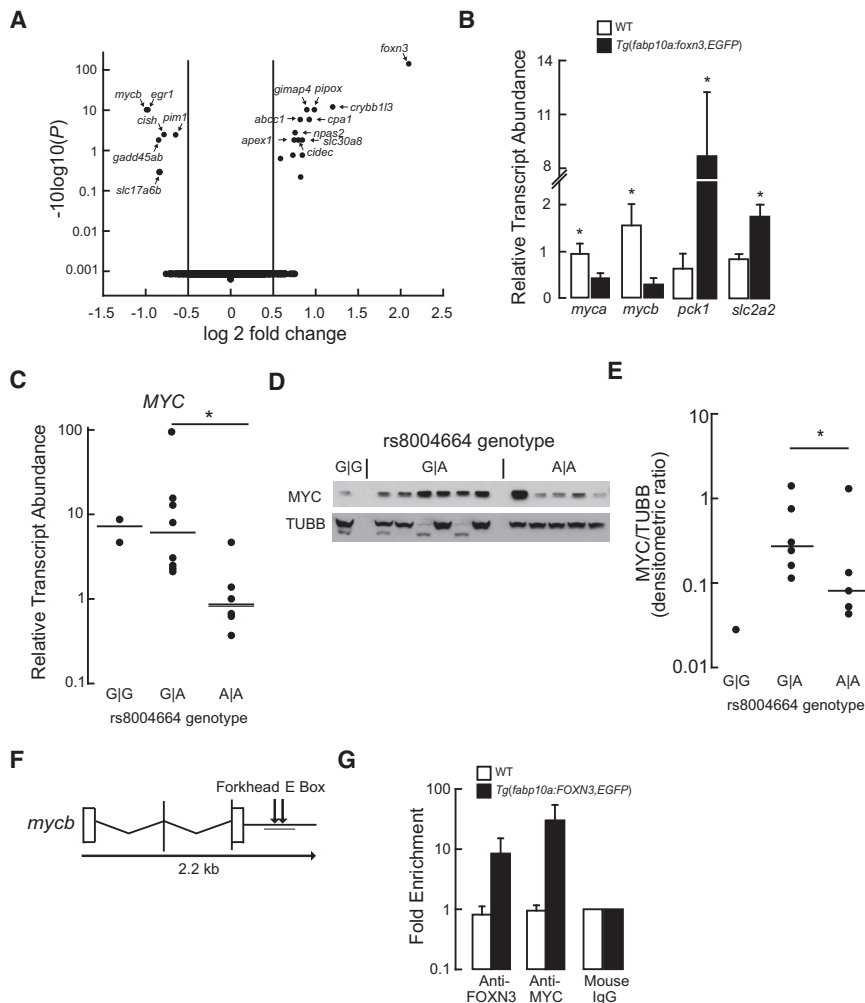 A
-10log10(P)
100
10
1
0.1
0.01
0.001
foxn3
mycb egr1
cish pim1
gadd45ab
slc17a6b
gimap4 pipox
crybb1l3
abcc1 cpa1
npas2
apex1 slc30a8
cidec
-1.5 -1.0 -0.5 0.0 0.5 1.0 1.5 2.0 2.5
log 2 fold change
B
WT
Tg(fabp10a:foxn3,EGFP)
Relative Transcript Abundance
14
11
8
2
1
0
* * * *
myca mycb pck1 slc2a2
C
MYC
*
Relative Transcript Abundance
100
10
1
0.1
G|G G|A A|A
rs8004664 genotype
D
rs8004664 genotype
G|G | G|A | A|A
MYC
TUBB
E
*
MYC/TUBB
(densitometric ratio)
10
1
0.1
0.01
G|G G|A A|A
rs8004664 genotype
F
Forkhead E Box
mycb
2.2 kb
G
WT
Tg(fabp10a:FOXN3,EGFP)
Fold Enrichment
100
10
1
0.1
Anti- Anti- Mouse
FOXN3 MYC IgG